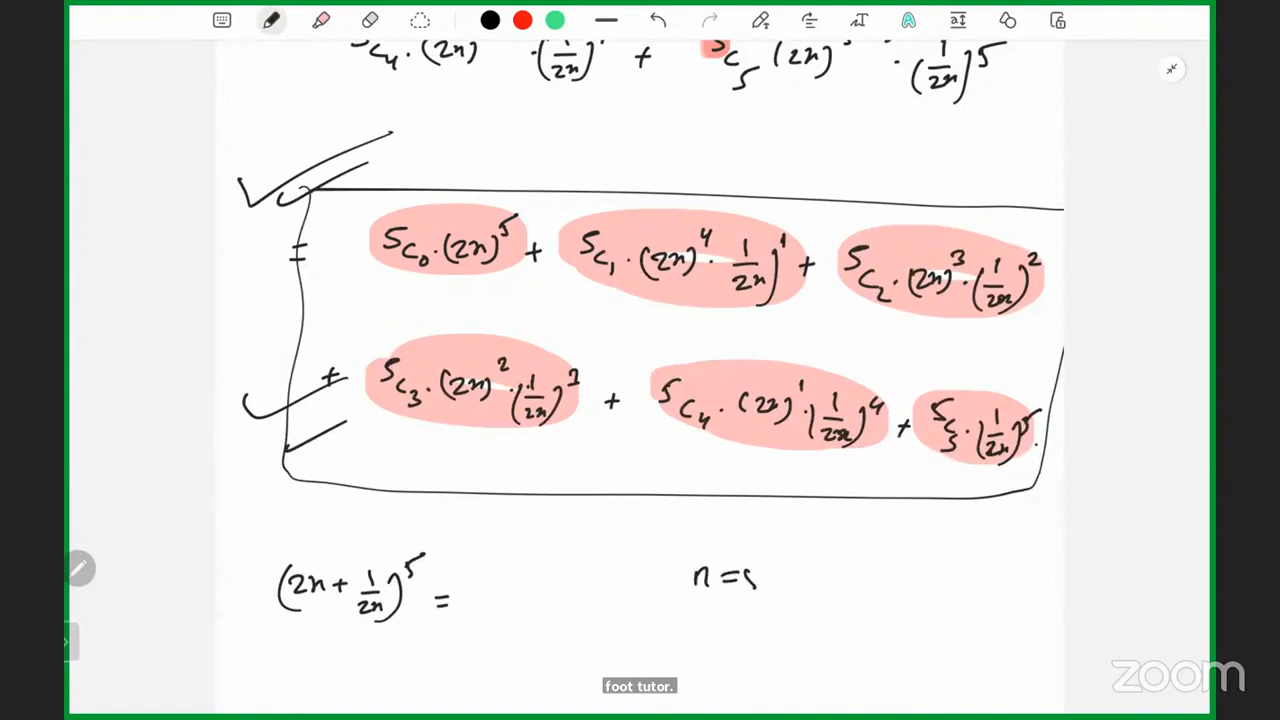 ⁵C₄·(2x) ·(1/2x)⁴ + ⁵C₅ (2x) ·(1/2x)⁵
= ⁵C₀·(2x)⁵ + ⁵C₁·(2x)⁴·(1/2x)¹ + ⁵C₂·(2x)³·(1/2x)²
+ ⁵C₃·(2x)²·(1/2x)³ + ⁵C₄·(2x)¹·(1/2x)⁴ + ⁵C₅·(1/2x)⁵.
(2x + 1/2x)⁵ = n =
foot tutor.
zoom